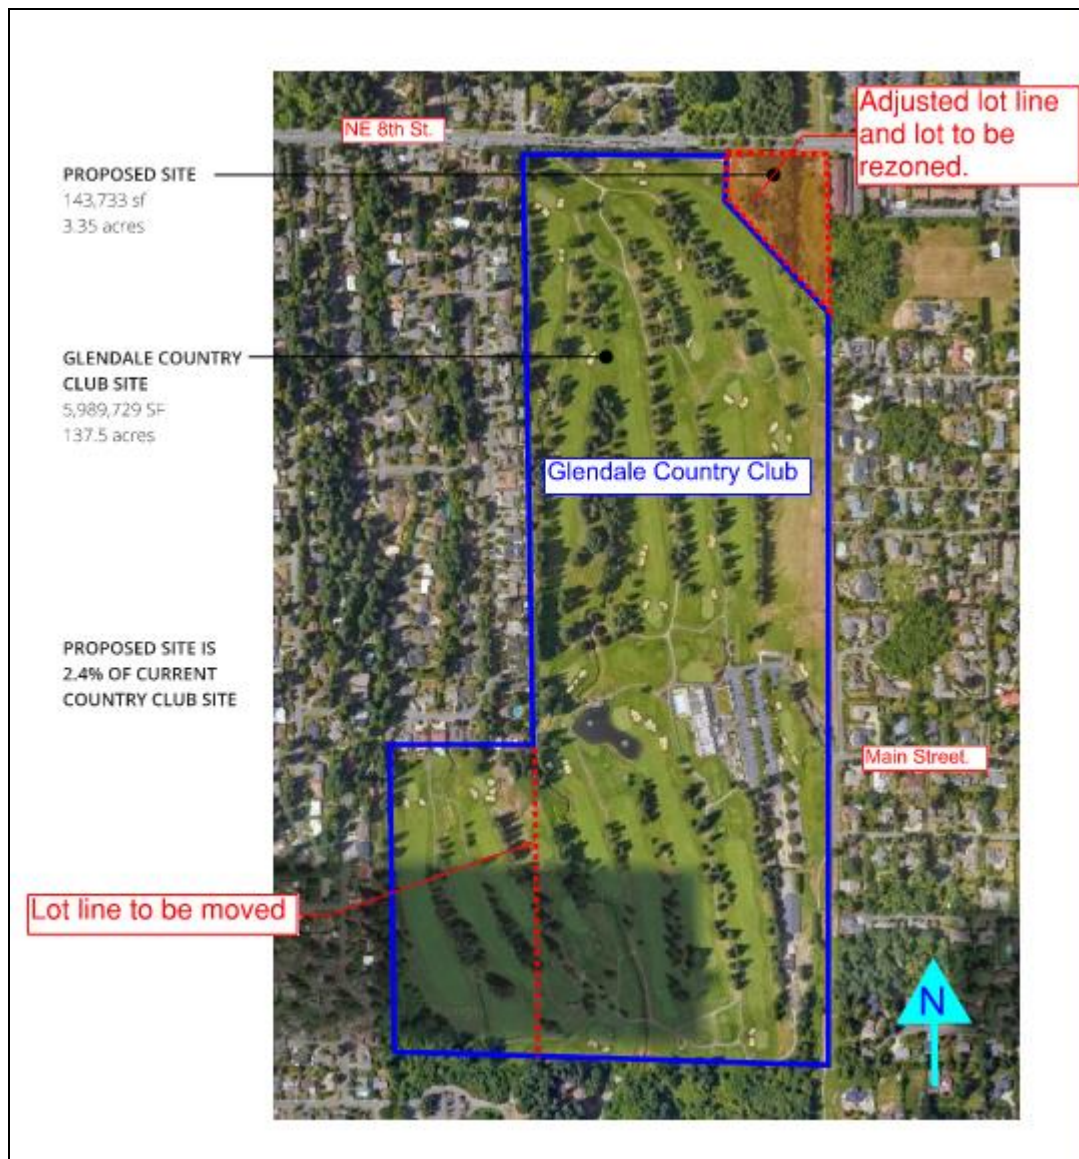 NE 8th St.
Adjusted lot line
and lot to be
rezoned.
PROPOSED SITE
143,733 sf
3.35 acres
GLENDALE COUNTRY
CLUB SITE
5,989,729 SF
137.5 acres
Glendale Country Club
PROPOSED SITE IS
2.4% OF CURRENT
COUNTRY CLUB SITE
Main Street.
Lot line to be moved
N